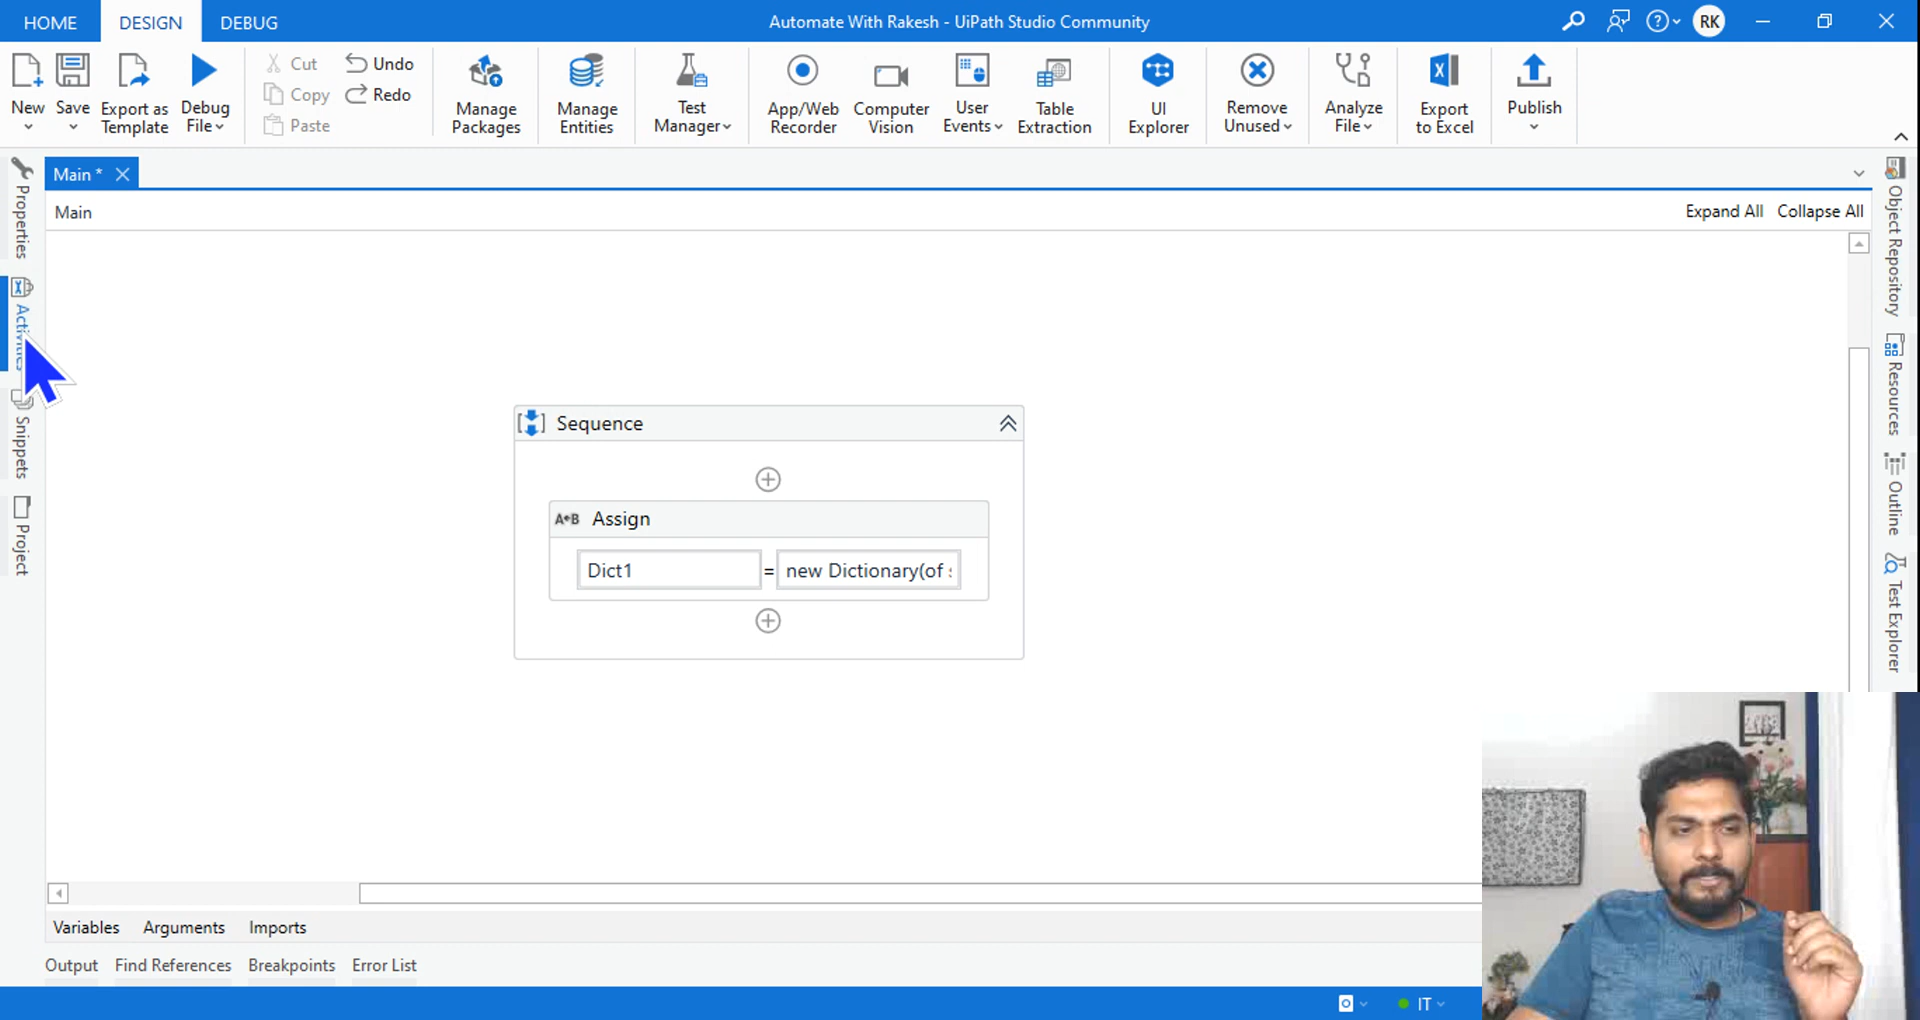 HOME
DESIGN
DEBUG
Automate With Rakesh - UiPath Studio Community
RK
New
Save
Export as
Template
Debug
File
Cut
Copy
Paste
Undo
Redo
Manage
Packages
Manage
Entities
Test
Manager
App/Web
Recorder
Computer
Vision
User
Events
Table
Extraction
UI
Explorer
Remove
Unused
Analyze
File
Export
to Excel
Publish
Main *
Main
Expand All
Collapse All
Properties
Activities
Snippets
Project
Object Repository
Resources
Outline
Test Explorer
Sequence
A*B Assign
Dict1
=
new Dictionary(of
Variables
Arguments
Imports
Output
Find References
Breakpoints
Error List
IT